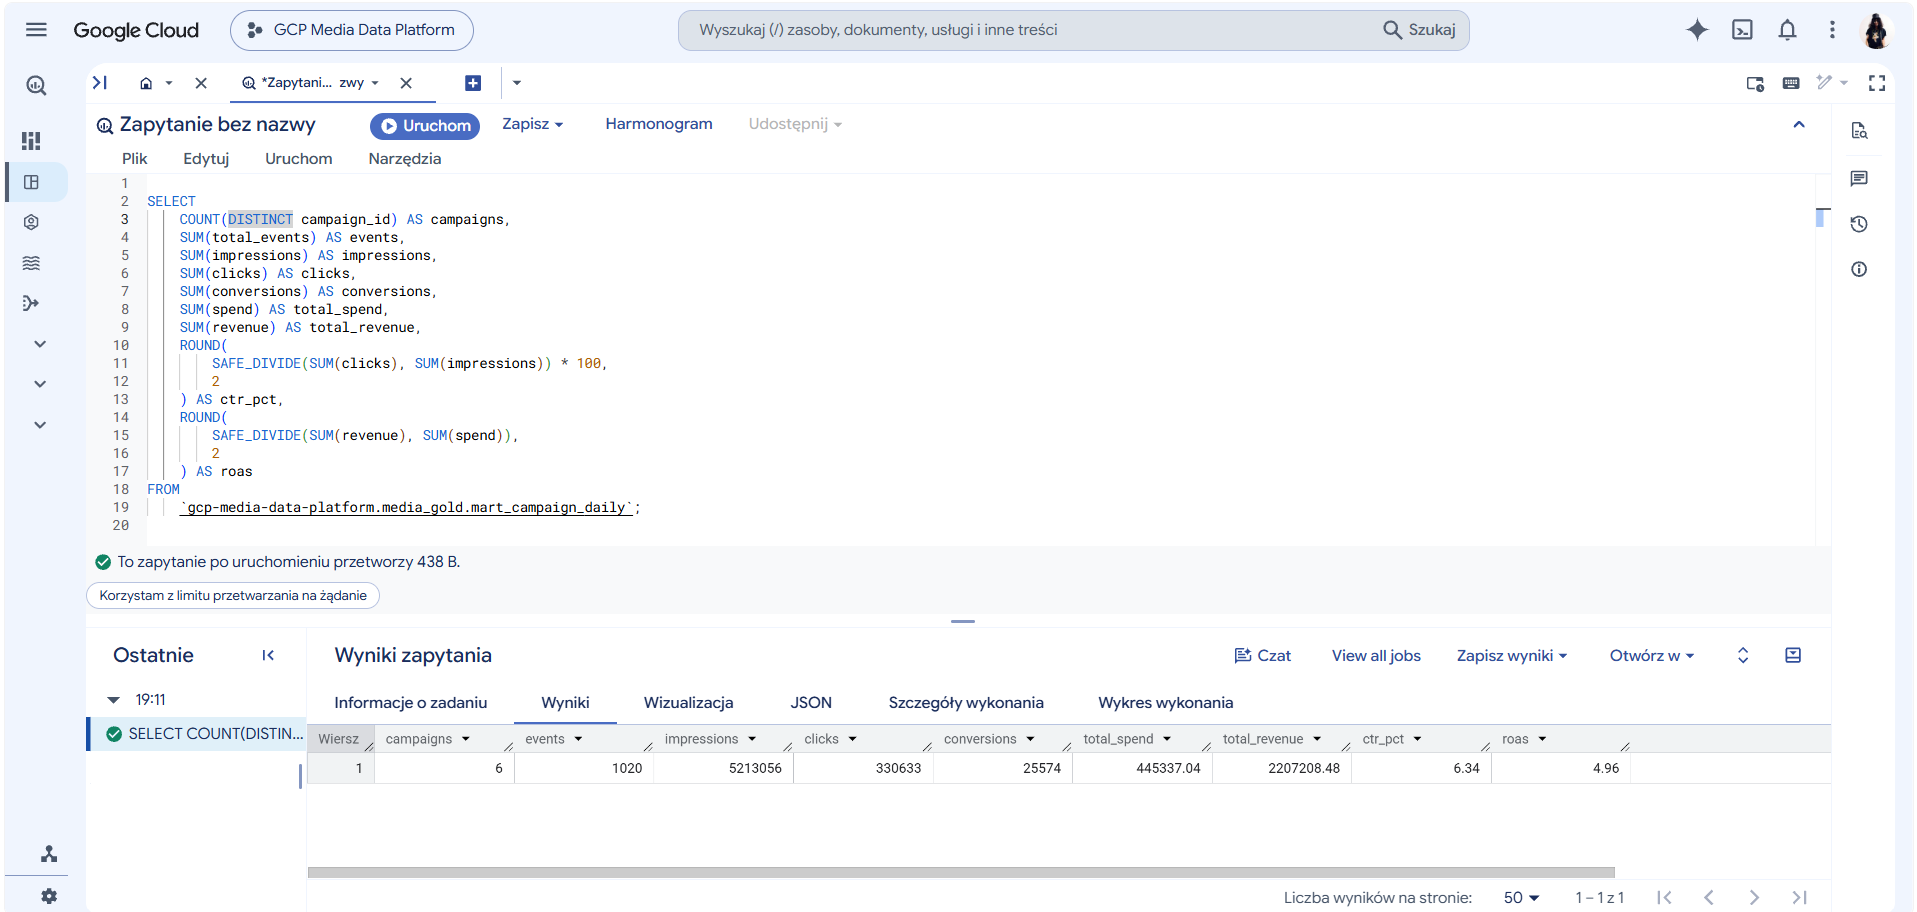 Google Cloud
GCP Media Data Platform
Wyszukaj (/) zasoby, dokumenty, usługi i inne treści
Szukaj
*Zapytani... zwy
Zapytanie bez nazwy
Uruchom
Zapisz
Harmonogram
Udostępnij
Plik
Edytuj
Uruchom
Narzędzia
1
2 SELECT
3 COUNT(DISTINCT campaign_id) AS campaigns,
4 SUM(total_events) AS events,
5 SUM(impressions) AS impressions,
6 SUM(clicks) AS clicks,
7 SUM(conversions) AS conversions,
8 SUM(spend) AS total_spend,
9 SUM(revenue) AS total_revenue,
10 ROUND(
11 SAFE_DIVIDE(SUM(clicks), SUM(impressions)) * 100,
12 2
13 ) AS ctr_pct,
14 ROUND(
15 SAFE_DIVIDE(SUM(revenue), SUM(spend)),
16 2
17 ) AS roas
18 FROM
19 `gcp-media-data-platform.media_gold.mart_campaign_daily`;
20
To zapytanie po uruchomieniu przetworzy 438 B.
Korzystam z limitu przetwarzania na żądanie
Ostatnie
19:11
SELECT COUNT(DISTIN...
Wyniki zapytania
Czat
View all jobs
Zapisz wyniki
Otwórz w
Informacje o zadaniu
Wyniki
Wizualizacja
JSON
Szczegóły wykonania
Wykres wykonania
Wiersz campaigns events impressions clicks conversions total_spend total_revenue ctr_pct roas
1 6 1020 5213056 330633 25574 445337.04 2207208.48 6.34 4.96
Liczba wyników na stronie: 50 1 – 1 z 1